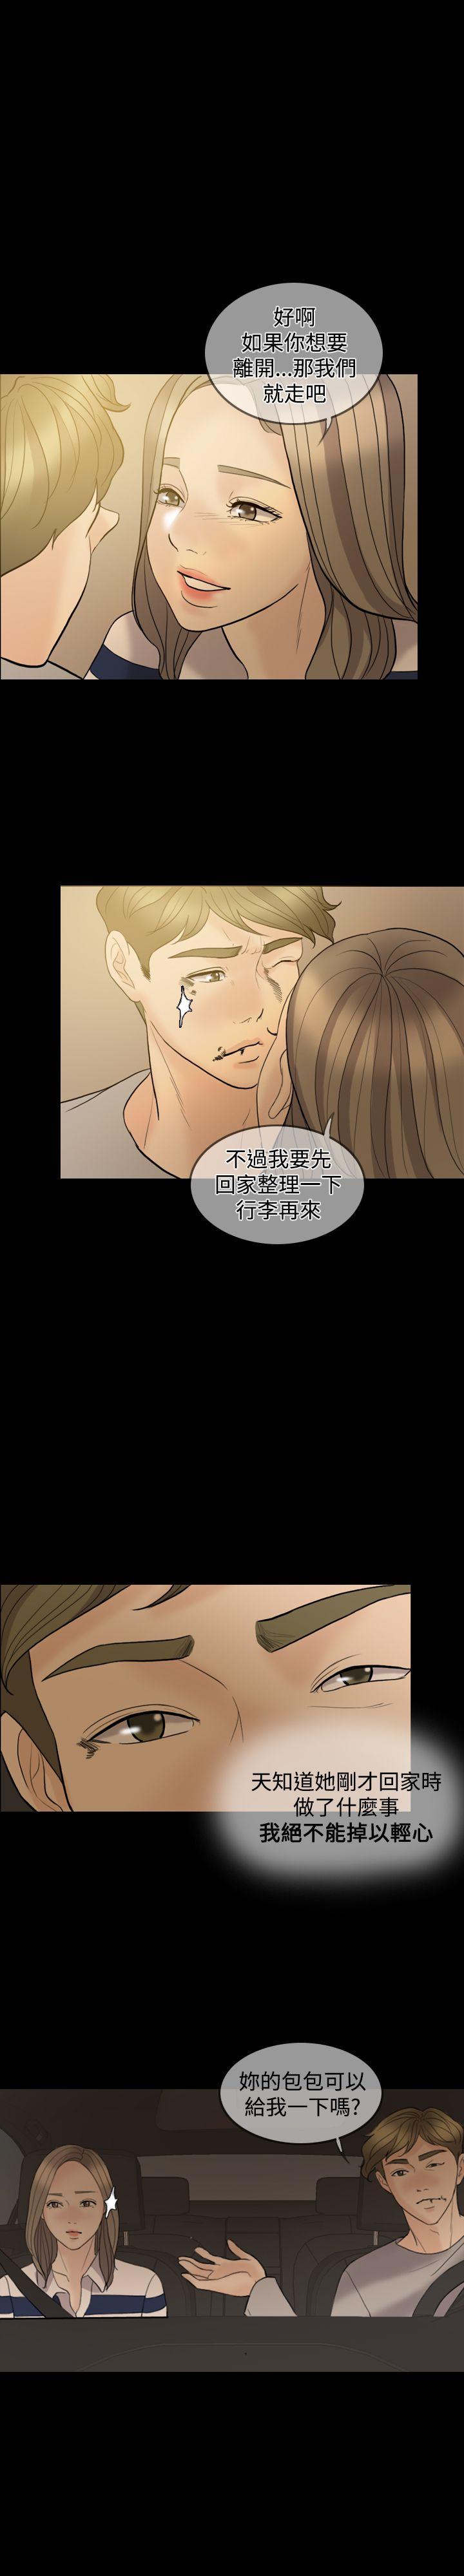 好啊
如果你想要
離開...那我們
就走吧
不過我要先
回家整理一下
行李再來
天知道她剛才回家時
做了什麼事
我絕不能掉以輕心
妳的包包可以
給我一下嗎?